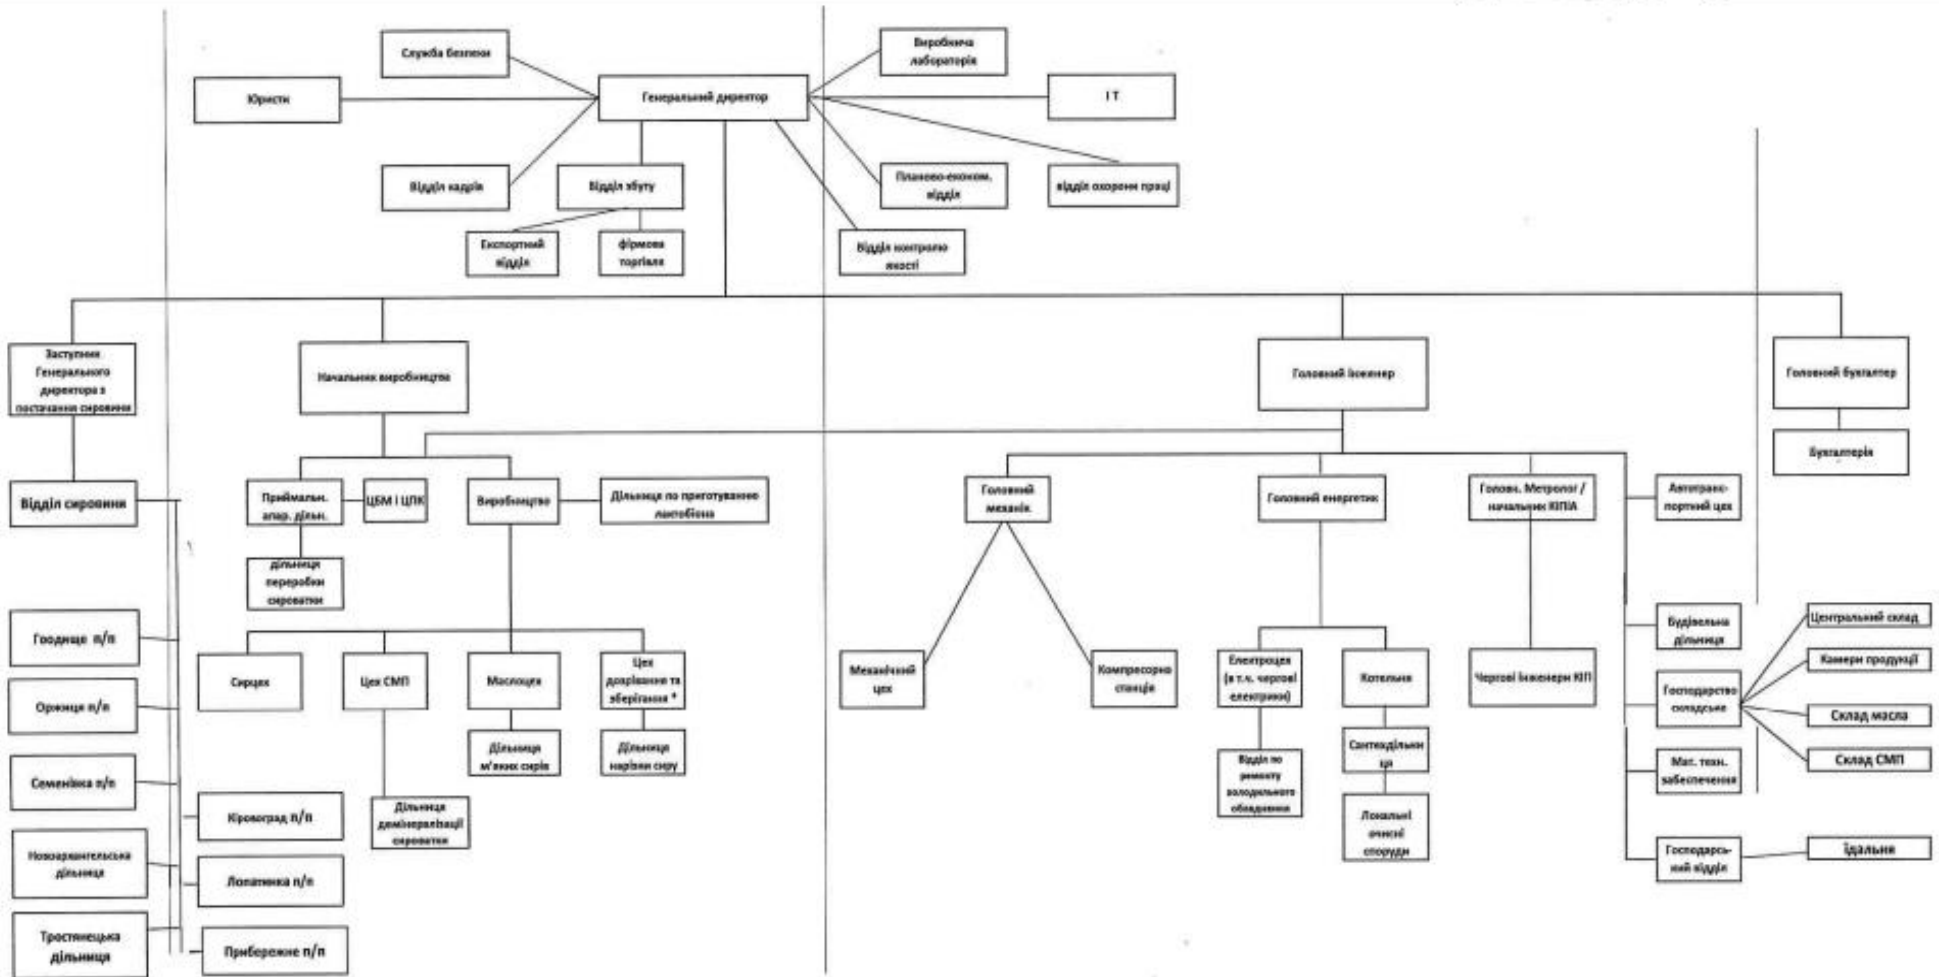 Служба безпеки
Виробнича
лабораторія
Юристи
Генеральний директор
І Т
Відділ кадрів
Відділ збуту
Планово-економ.
відділ
відділ охорони праці
Експортний
відділ
фірмова
торгівля
Відділ контролю
якості
Заступник
Генерального
директора з
постачання сировини
Начальник виробництва
Головний інженер
Головний бухгалтер
Бухгалтерія
Відділ сировини
Приймальн.
апар. дільн.
ЦБМ І ЦПК
Виробництво
Дільниця по приготуванню
лактобіона
Головний
механік
Головний енергетик
Головн. Метролог /
начальник КІПІА
Автотранс-
портний цех
дільниця
переробки
сироватки
Гоодище п/п
Оржиця п/п
Семенівка п/п
Новоархангельська
дільниця
Тростянецька
дільниця
Кіровоград п/п
Лопатинка п/п
Прибережне п/п
Сирцех
Цех СМП
Маслоцех
Цех
дозрівання та
зберігання *
Дільниця
м'яких сирів
Дільниця
нарізки сиру
Дільниця
демінералізації
сироватки
Механічний
цех
Компресорна
станція
Електроцех
(в т.ч. чергові
електрики)
Котельня
Чергові інженери КІП
Відділ по
ремонту
холодильного
обладнання
Сантехдільни
ця
Локальні
очисні
споруди
Будівельна
дільниця
Господарство
складське
Мат. техн.
забеспечення
Господарсь-
кий відділ
Центральний склад
Камери продукції
Склад масла
Склад СМП
їдальня